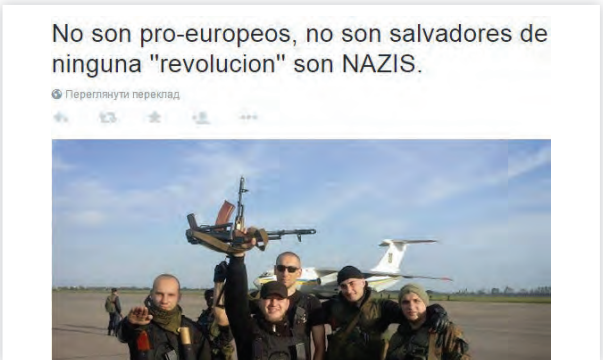 No son pro-europeos, no son salvadores de
ninguna "revolucion" son NAZIS.
Переглянути переклад